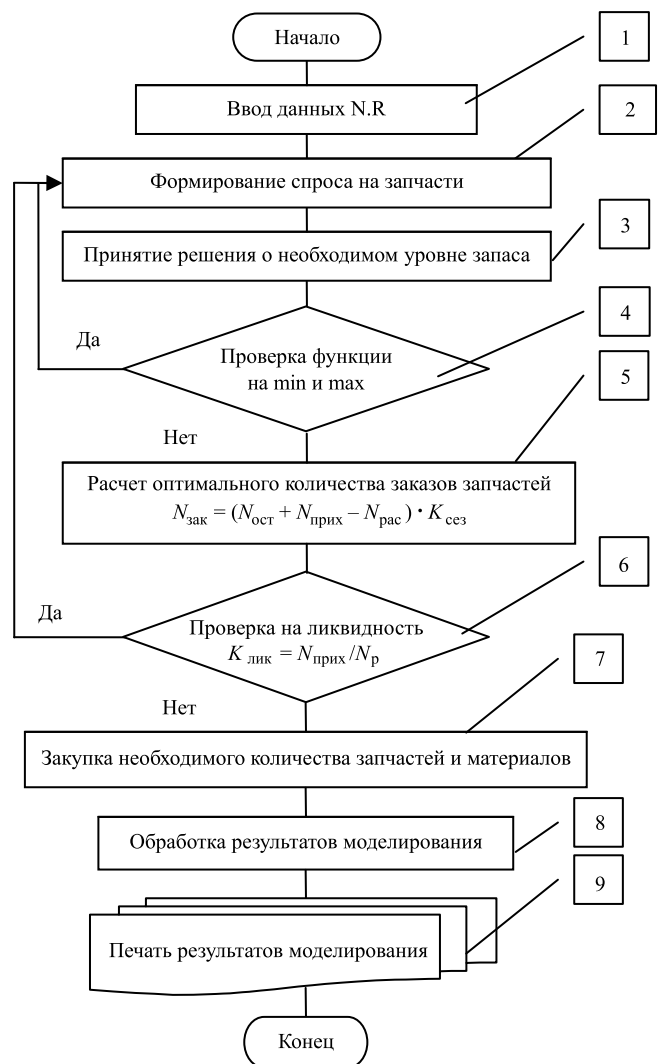 Начало
1
Ввод данных N.R
2
Формирование спроса на запчасти
3
Принятие решения о необходимом уровне запаса
4
Да
Проверка функции
на min и max
5
Нет
Расчет оптимального количества заказов запчастей
Nзак = (Nост + Nприх – Nрас) · Kсез
6
Да
Проверка на ликвидность
Kлик = Nприх/Nр
7
Нет
Закупка необходимого количества запчастей и материалов
8
Обработка результатов моделирования
9
Печать результатов моделирования
Конец